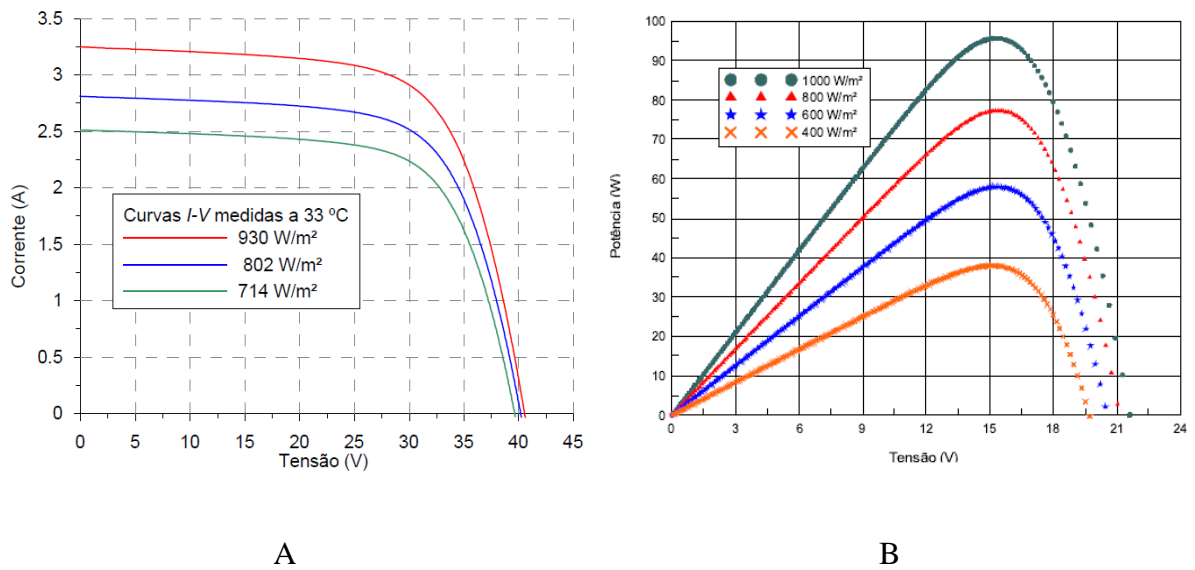 3.5
3
2.5
2
1.5
1
0.5
0
Corrente (A)
Curvas I-V medidas a 33 ºC
930 W/m²
802 W/m²
714 W/m²
0 5 10 15 20 25 30 35 40 45
Tensão (V)
A
100
90
80
70
60
50
40
30
20
10
0
Potência (W)
1000 W/m²
800 W/m²
600 W/m²
400 W/m²
0 3 6 9 12 15 18 21 24
Tensão (V)
B